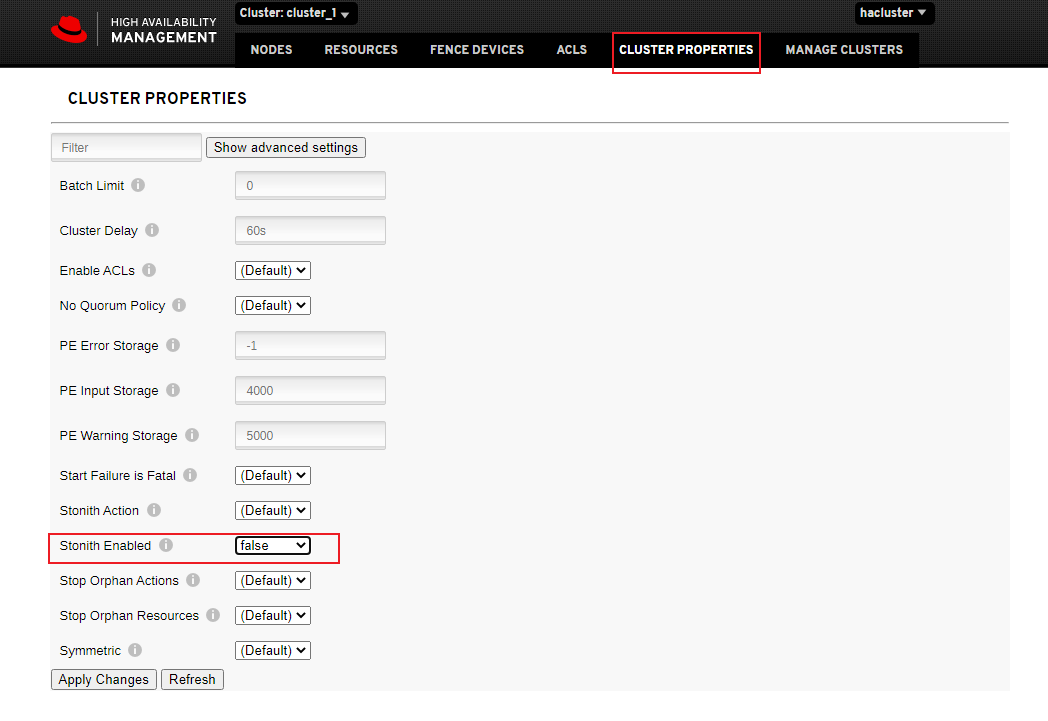 HIGH AVAILABILITY
MANAGEMENT
Cluster: cluster_1
hacluster
NODES RESOURCES FENCE DEVICES ACLS CLUSTER PROPERTIES MANAGE CLUSTERS
CLUSTER PROPERTIES
Filter Show advanced settings
Batch Limit 0
Cluster Delay 60s
Enable ACLs (Default)
No Quorum Policy (Default)
PE Error Storage -1
PE Input Storage 4000
PE Warning Storage 5000
Start Failure is Fatal (Default)
Stonith Action (Default)
Stonith Enabled false
Stop Orphan Actions (Default)
Stop Orphan Resources (Default)
Symmetric (Default)
Apply Changes Refresh